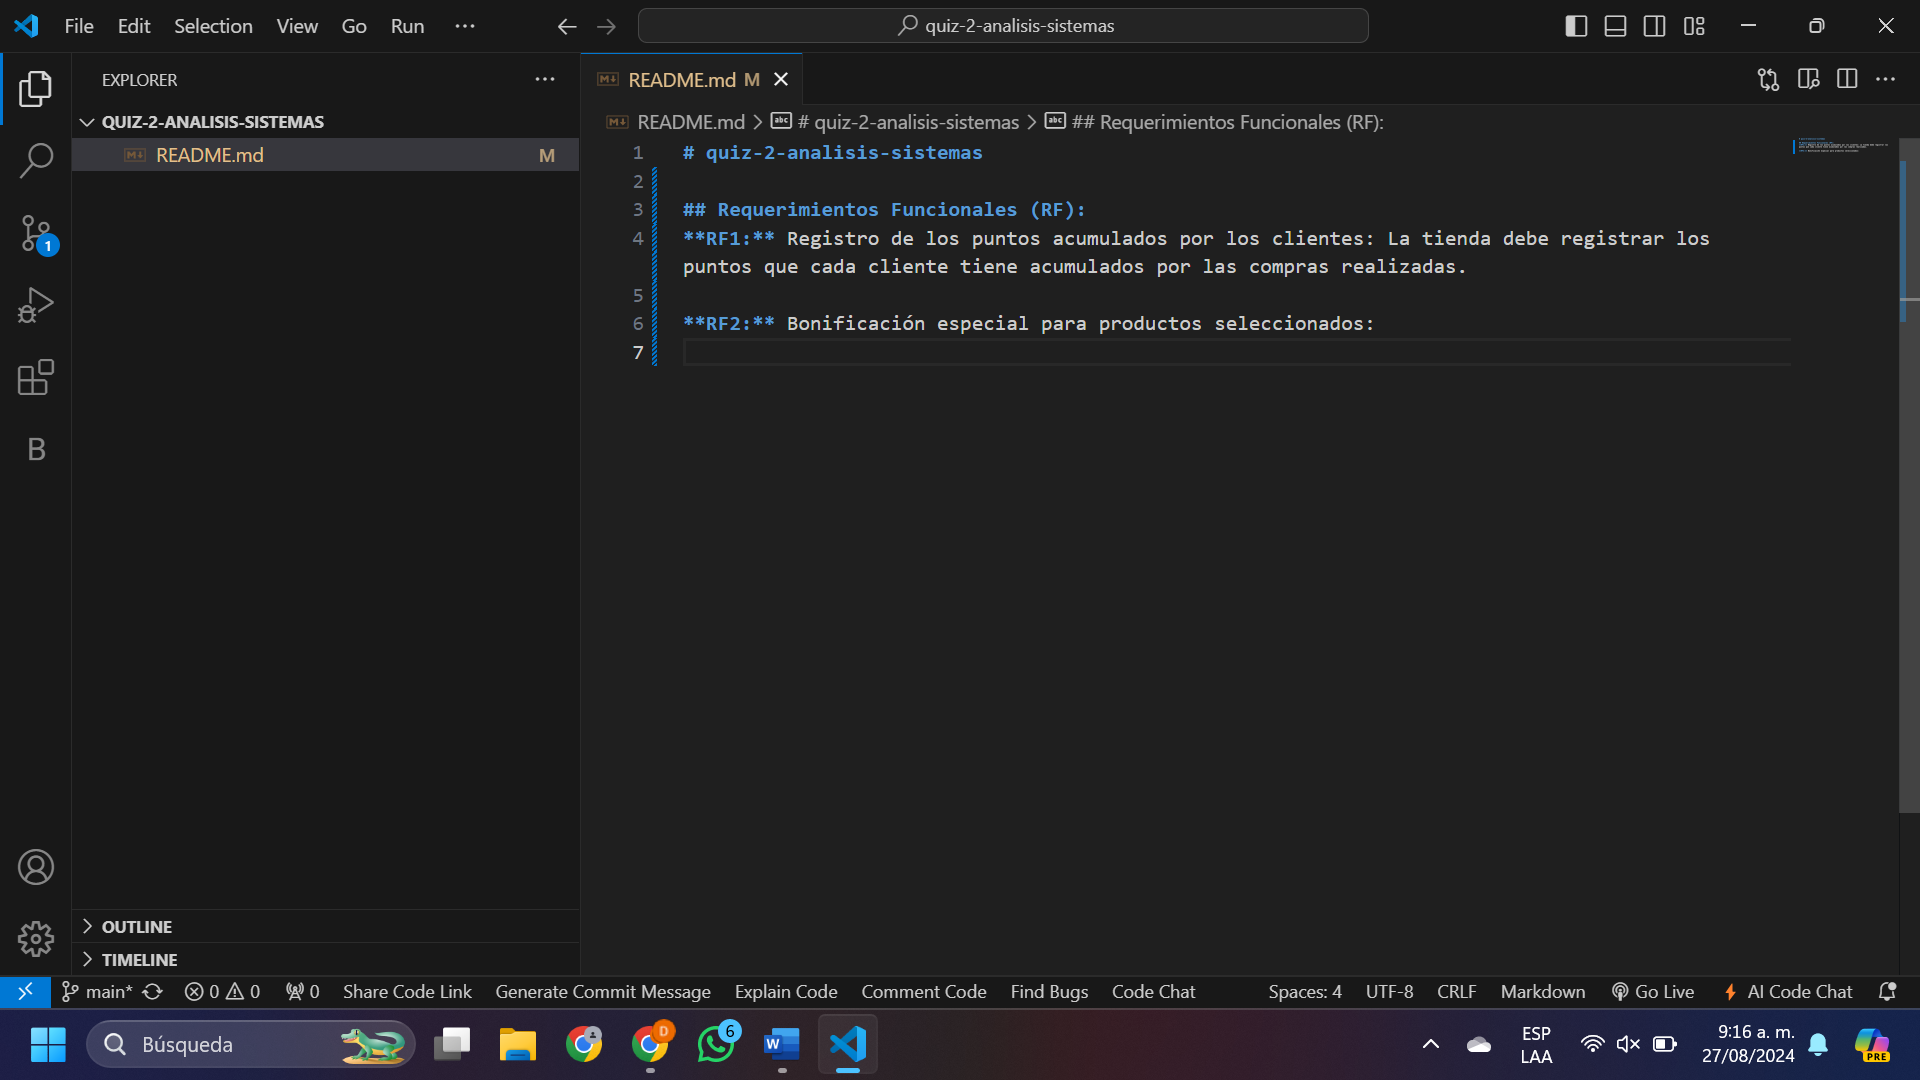 File Edit Selection View Go Run
quiz-2-analisis-sistemas
EXPLORER
QUIZ-2-ANALISIS-SISTEMAS
README.md M
README.md M
README.md > # quiz-2-analisis-sistemas > ## Requerimientos Funcionales (RF):
1 # quiz-2-analisis-sistemas
2
3 ## Requerimientos Funcionales (RF):
4 **RF1:** Registro de los puntos acumulados por los clientes: La tienda debe registrar los
puntos que cada cliente tiene acumulados por las compras realizadas.
5
6 **RF2:** Bonificación especial para productos seleccionados:
7
1
B
OUTLINE
TIMELINE
main* 0 0 0 Share Code Link Generate Commit Message Explain Code Comment Code Find Bugs Code Chat Spaces: 4 UTF-8 CRLF Markdown Go Live AI Code Chat
Búsqueda
D
6
W
ESP
LAA
9:16 a. m.
27/08/2024
PRE